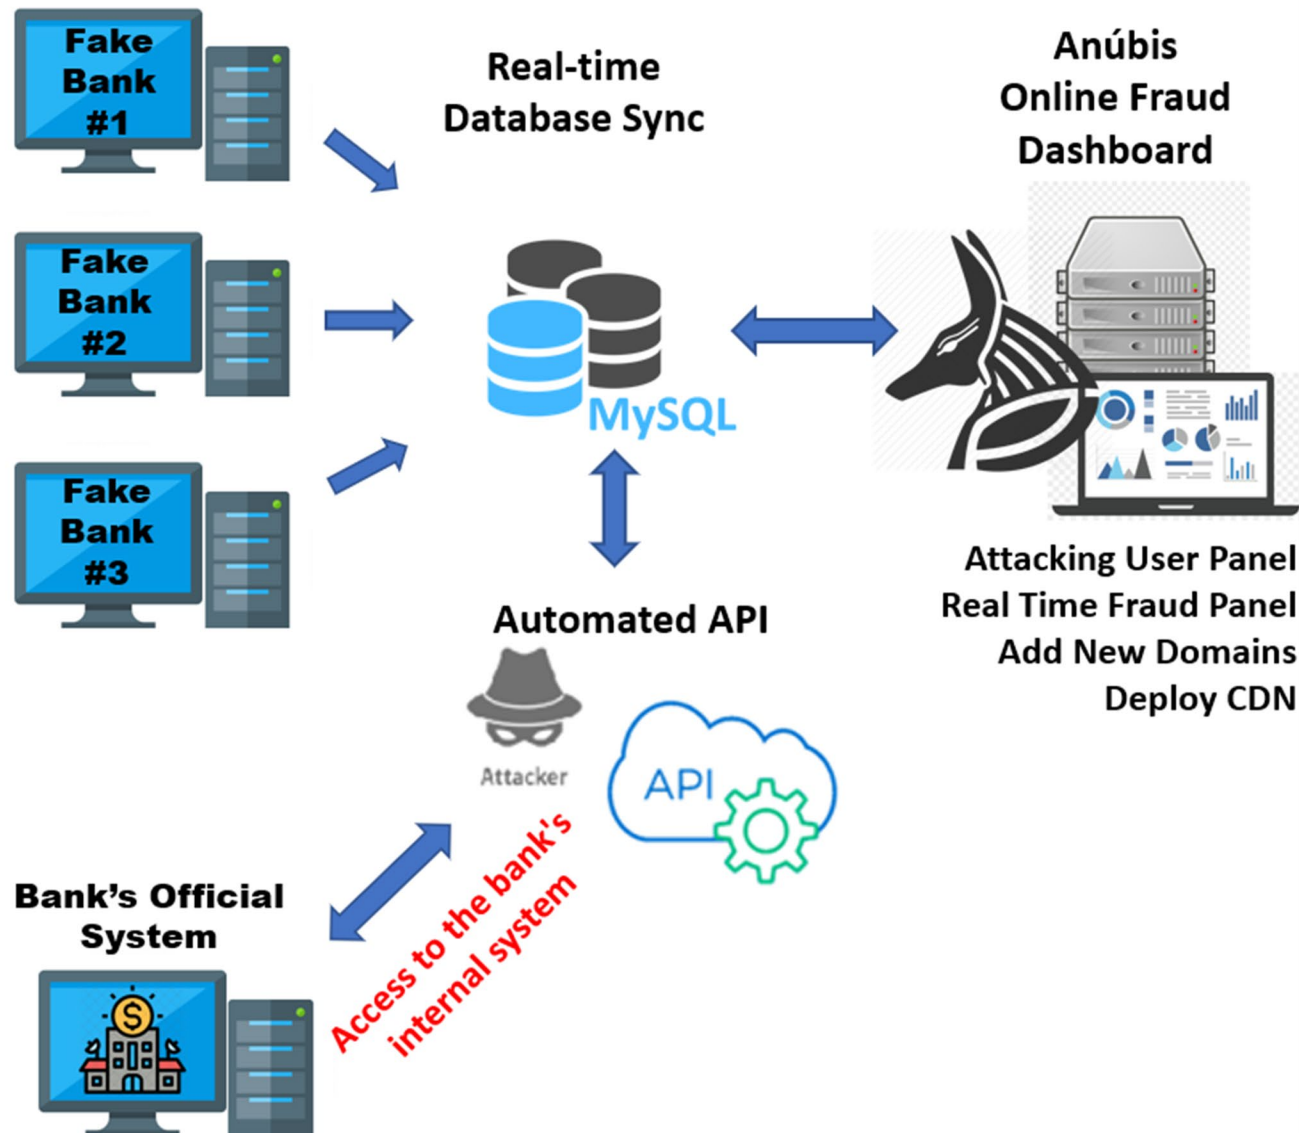 Fake
Bank
#1
Real-time
Database Sync
Anúbis
Online Fraud
Dashboard
Fake
Bank
#2
MySQL
Fake
Bank
#3
Attacking User Panel
Real Time Fraud Panel
Add New Domains
Deploy CDN
Automated API
Attacker
API
Access to the bank's
internal system
Bank’s Official
System
$